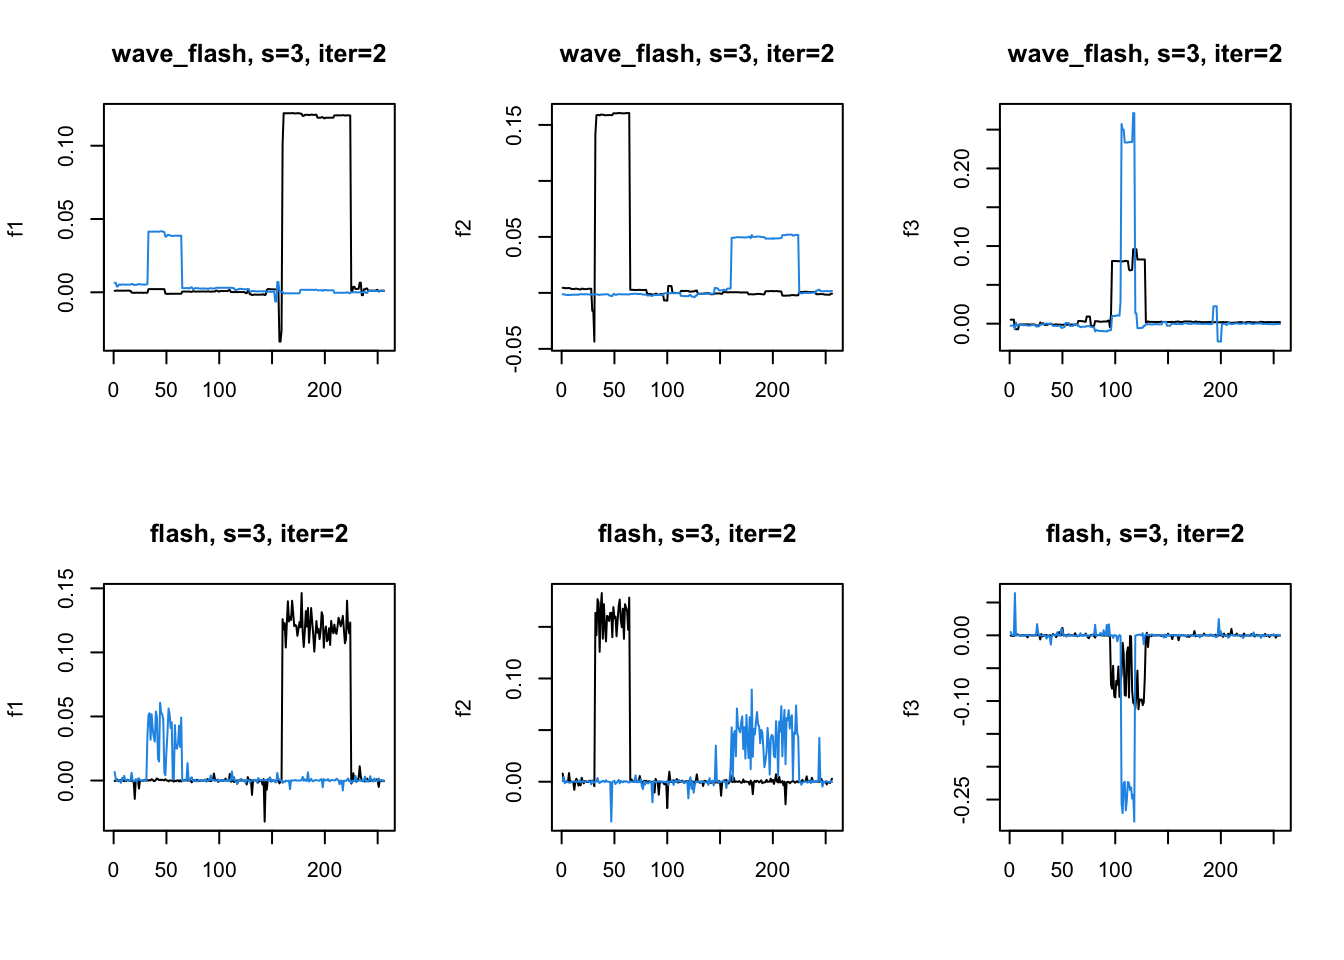 wave_flash, s=3, iter=2
f1
0.00 0.05 0.10
0 50 100 200
wave_flash, s=3, iter=2
f2
-0.05 0.05 0.15
0 50 100 200
wave_flash, s=3, iter=2
f3
0.00 0.10 0.20
0 50 100 200
flash, s=3, iter=2
f1
0.00 0.05 0.10 0.15
0 50 100 200
flash, s=3, iter=2
f2
0.00 0.10
0 50 100 200
flash, s=3, iter=2
f3
-0.25 -0.10 0.00
0 50 100 200